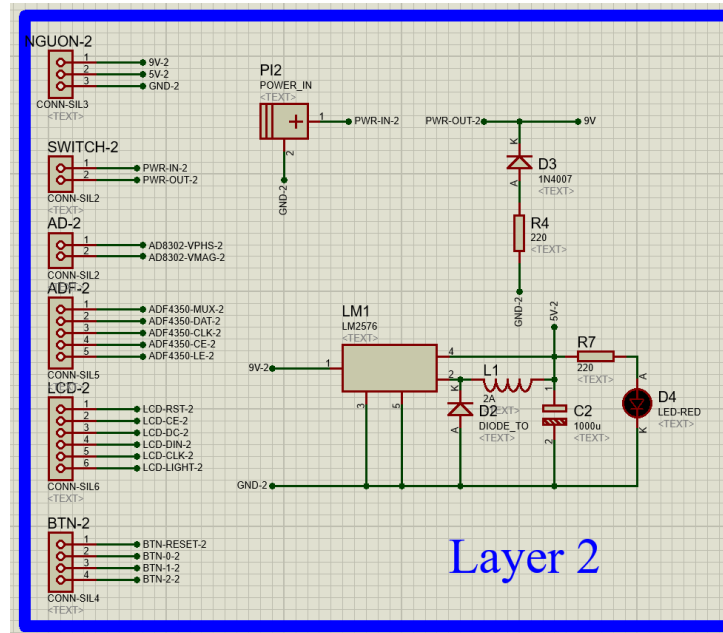 NGUON-2
1 9V-2
2 5V-2
3 GND-2
CONN-SIL3
<TEXT>
SWITCH-2
1 PWR-IN-2
2 PWR-OUT-2
CONN-SIL2
<TEXT>
AD-2
1 AD8302-VPHS-2
2 AD8302-VMAG-2
CONN-SIL2
<TEXT>
ADF-2
1 ADF4350-MUX-2
2 ADF4350-DAT-2
3 ADF4350-CLK-2
4 ADF4350-CE-2
5 ADF4350-LE-2
CONN-SIL5
<TEXT>
LCD-2
1 LCD-RST-2
2 LCD-CE-2
3 LCD-DC-2
4 LCD-DIN-2
5 LCD-CLK-2
6 LCD-LIGHT-2
CONN-SIL6
<TEXT>
BTN-2
1 BTN-RESET-2
2 BTN-0-2
3 BTN-1-2
4 BTN-2-2
CONN-SIL4
<TEXT>
PI2
POWER_IN
<TEXT>
+
1 PWR-IN-2
2
GND-2
PWR-OUT-2 9V
K
D3
1N4007
<TEXT>
A
R4
220
<TEXT>
GND-2
5V-2
LM1
LM2576
<TEXT>
9V-2 1
4
2
3 5
L1
2A
<TEXT>
K
D2
DIODE_TO
<TEXT>
A
1
C2
1000u
<TEXT>
2
R7
220
<TEXT>
A
D4
LED-RED
<TEXT>
K
GND-2
Layer 2